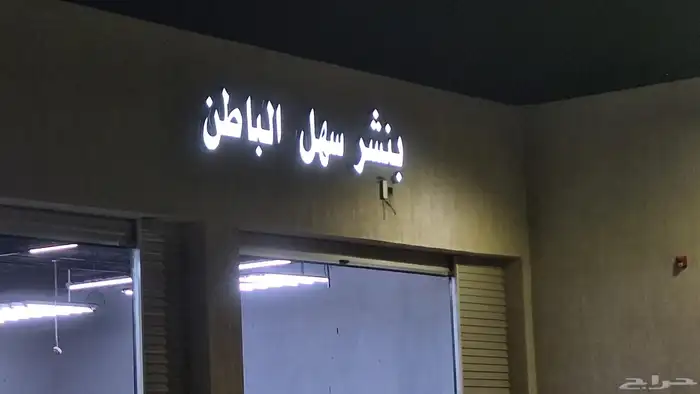 بنشر سهل الباطن
حراج